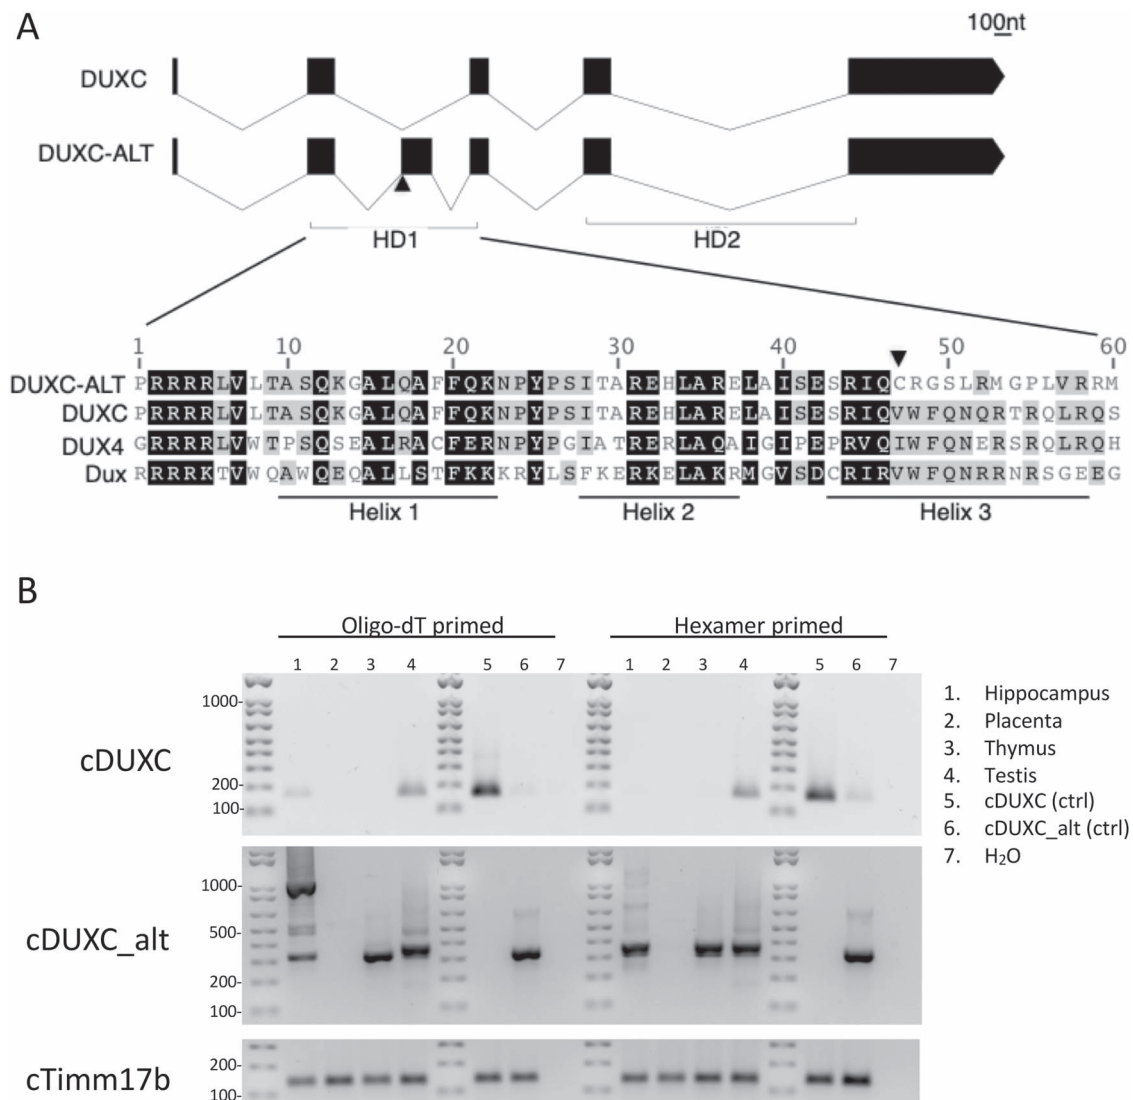 A
100nt
DUXC
DUXC-ALT
HD1
HD2
1 10 20 30 40 50 60
DUXC-ALT PRRRRLVLTASQKGALQAFFQKNPYPSITAREHLARELAISESRIQCRGSLRMGPLVRRM
DUXC PRRRRLVLTASQKGALQAFFQKNPYPSITAREHLARELAISESRIQVWFQNQRTRQLRQS
DUX4 GRRRRLVWTPSQSEALRACFERNPYPGIATRERLAQAIGIPEPRVQIWFQNERSRQLRQH
Dux RRRRKTVWQAWQEQALLSTFKKKRYLSFKERKELAKRMGVSDCRIRVWFQNRRNRSGEEG
Helix 1
Helix 2
Helix 3
B
Oligo-dT primed
Hexamer primed
1 2 3 4 5 6 7
1 2 3 4 5 6 7
1000-
200-
100-
cDUXC
1. Hippocampus
2. Placenta
3. Thymus
4. Testis
5. cDUXC (ctrl)
6. cDUXC_alt (ctrl)
7. H₂O
1000-
500-
200-
100-
cDUXC_alt
200-
100-
cTimm17b